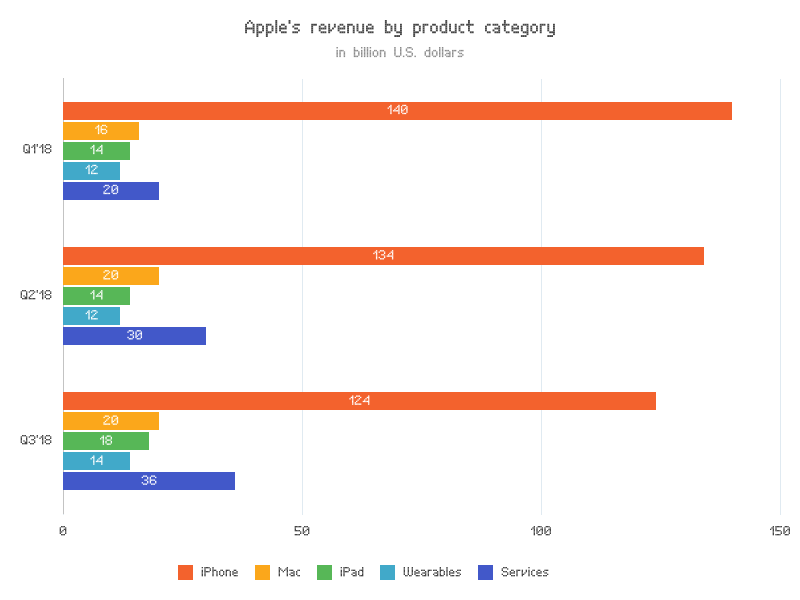 Apple's revenue by product category
in billion U.S. dollars
140
16
Q1'18
14
12
20
134
20
Q2'18
14
12
30
124
20
Q3'18
18
14
36
0 50 100 150
iPhone Mac iPad Wearables Services